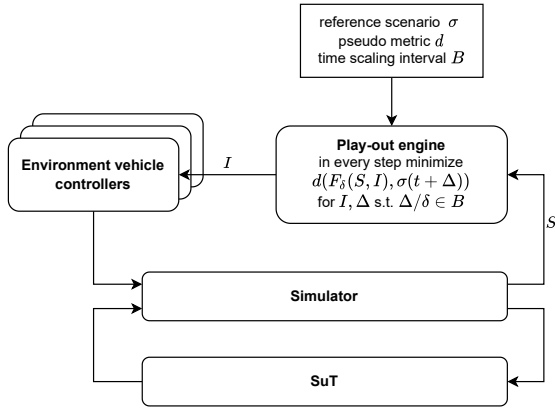 reference scenario σ
pseudo metric d
time scaling interval B
Play-out engine
in every step minimize
d(F_δ(S, I), σ(t + Δ))
for I, Δ s.t. Δ/δ ∈ B
Environment vehicle
controllers
I
S
Simulator
SuT